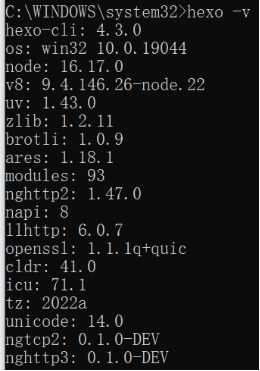 C:\WINDOWS\system32>hexo -v
hexo-cli: 4.3.0
os: win32 10.0.19044
node: 16.17.0
v8: 9.4.146.26-node.22
uv: 1.43.0
zlib: 1.2.11
brotli: 1.0.9
ares: 1.18.1
modules: 93
nghttp2: 1.47.0
napi: 8
llhttp: 6.0.7
openssl: 1.1.1q+quic
cldr: 41.0
icu: 71.1
tz: 2022a
unicode: 14.0
ngtcp2: 0.1.0-DEV
nghttp3: 0.1.0-DEV